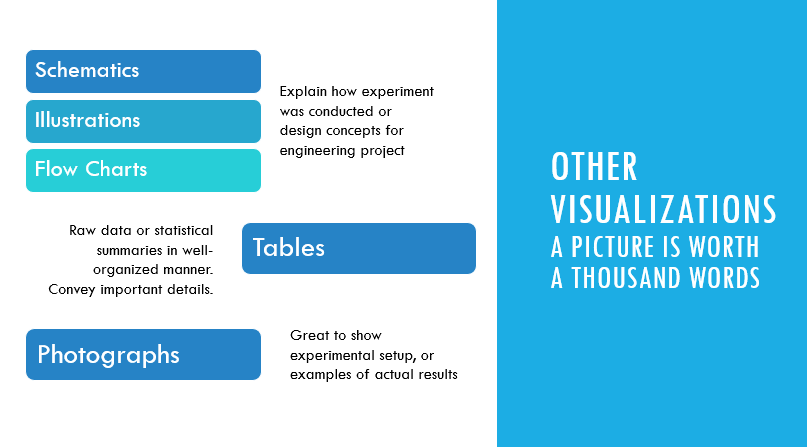 Schematics
Illustrations
Flow Charts
Explain how experiment
was conducted or
design concepts for
engineering project
Raw data or statistical
summaries in well-
organized manner.
Convey important details.
Tables
Photographs
Great to show
experimental setup, or
examples of actual results
OTHER
VISUALIZATIONS
A PICTURE IS WORTH
A THOUSAND WORDS